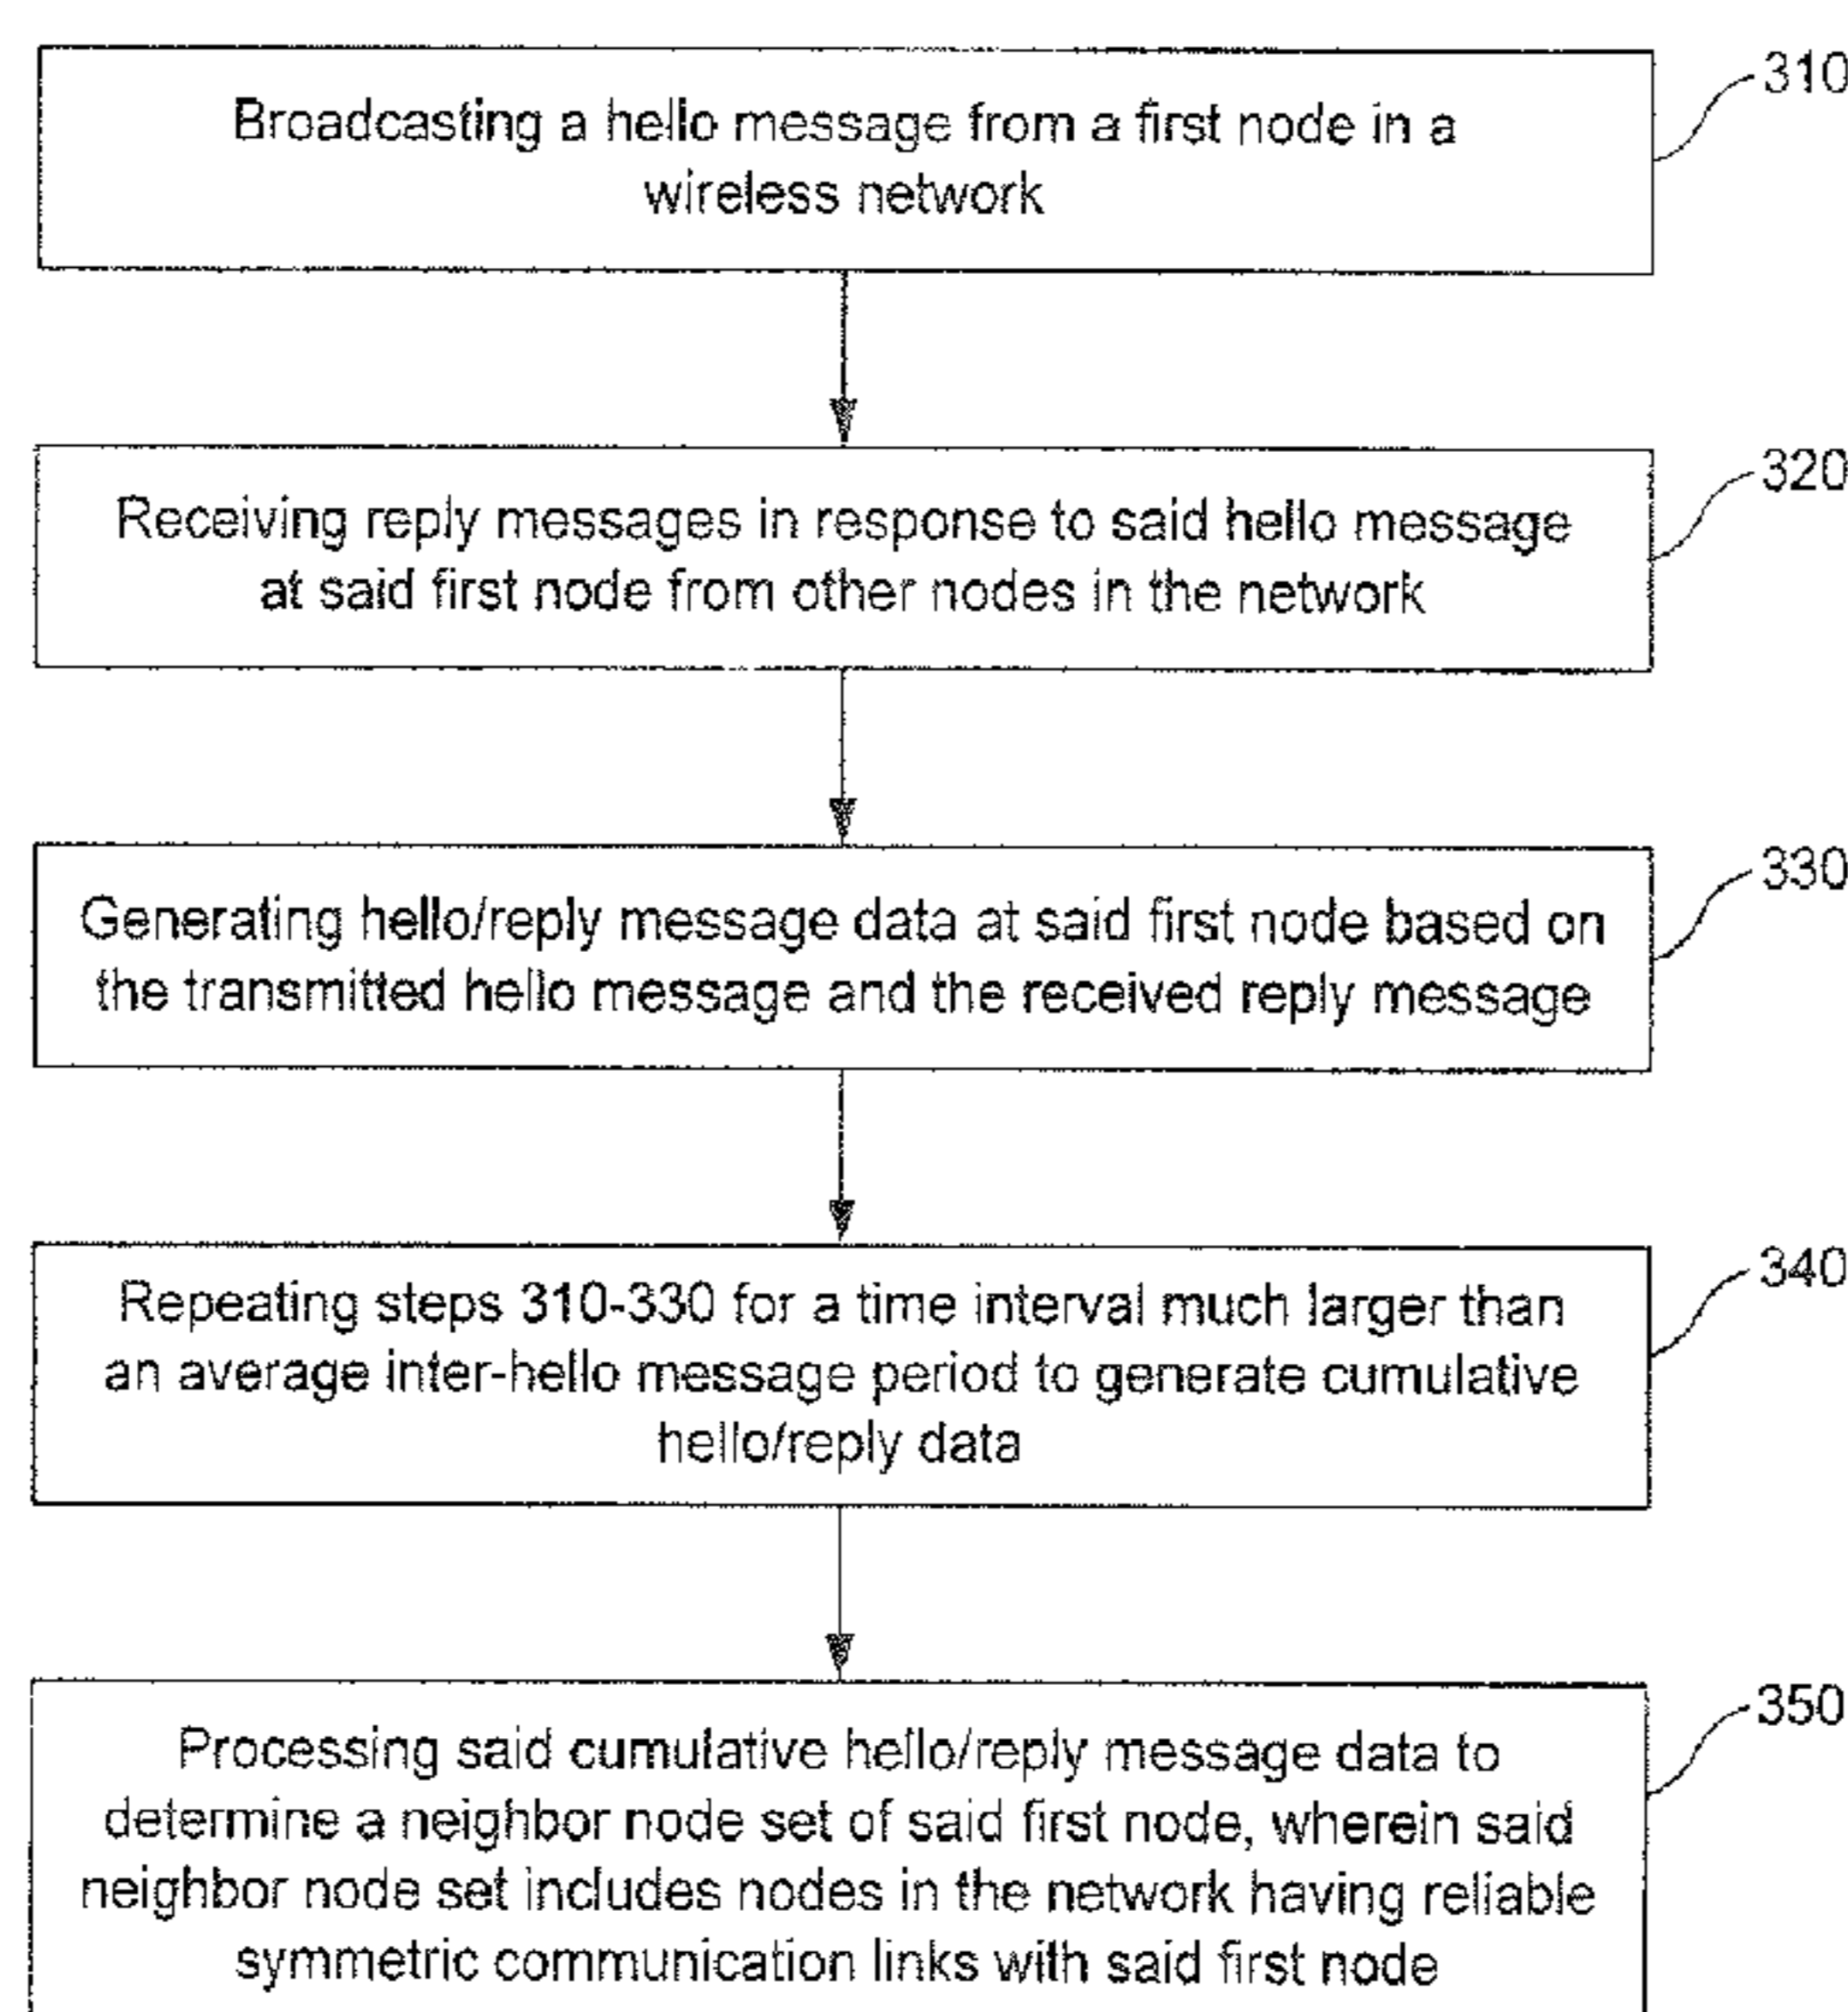 Broadcasting a hello message from a first node in a
wireless network
310
Receiving reply messages in response to said hello message
at said first node from other nodes in the network
320
Generating hello/reply message data at said first node based on
the transmitted hello message and the received reply message
330
Repeating steps 310-330 for a time interval much larger than
an average inter-hello message period to generate cumulative
hello/reply data
340
Processing said cumulative hello/reply message data to
determine a neighbor node set of said first node, wherein said
neighbor node set includes nodes in the network having reliable
symmetric communication links with said first node
350